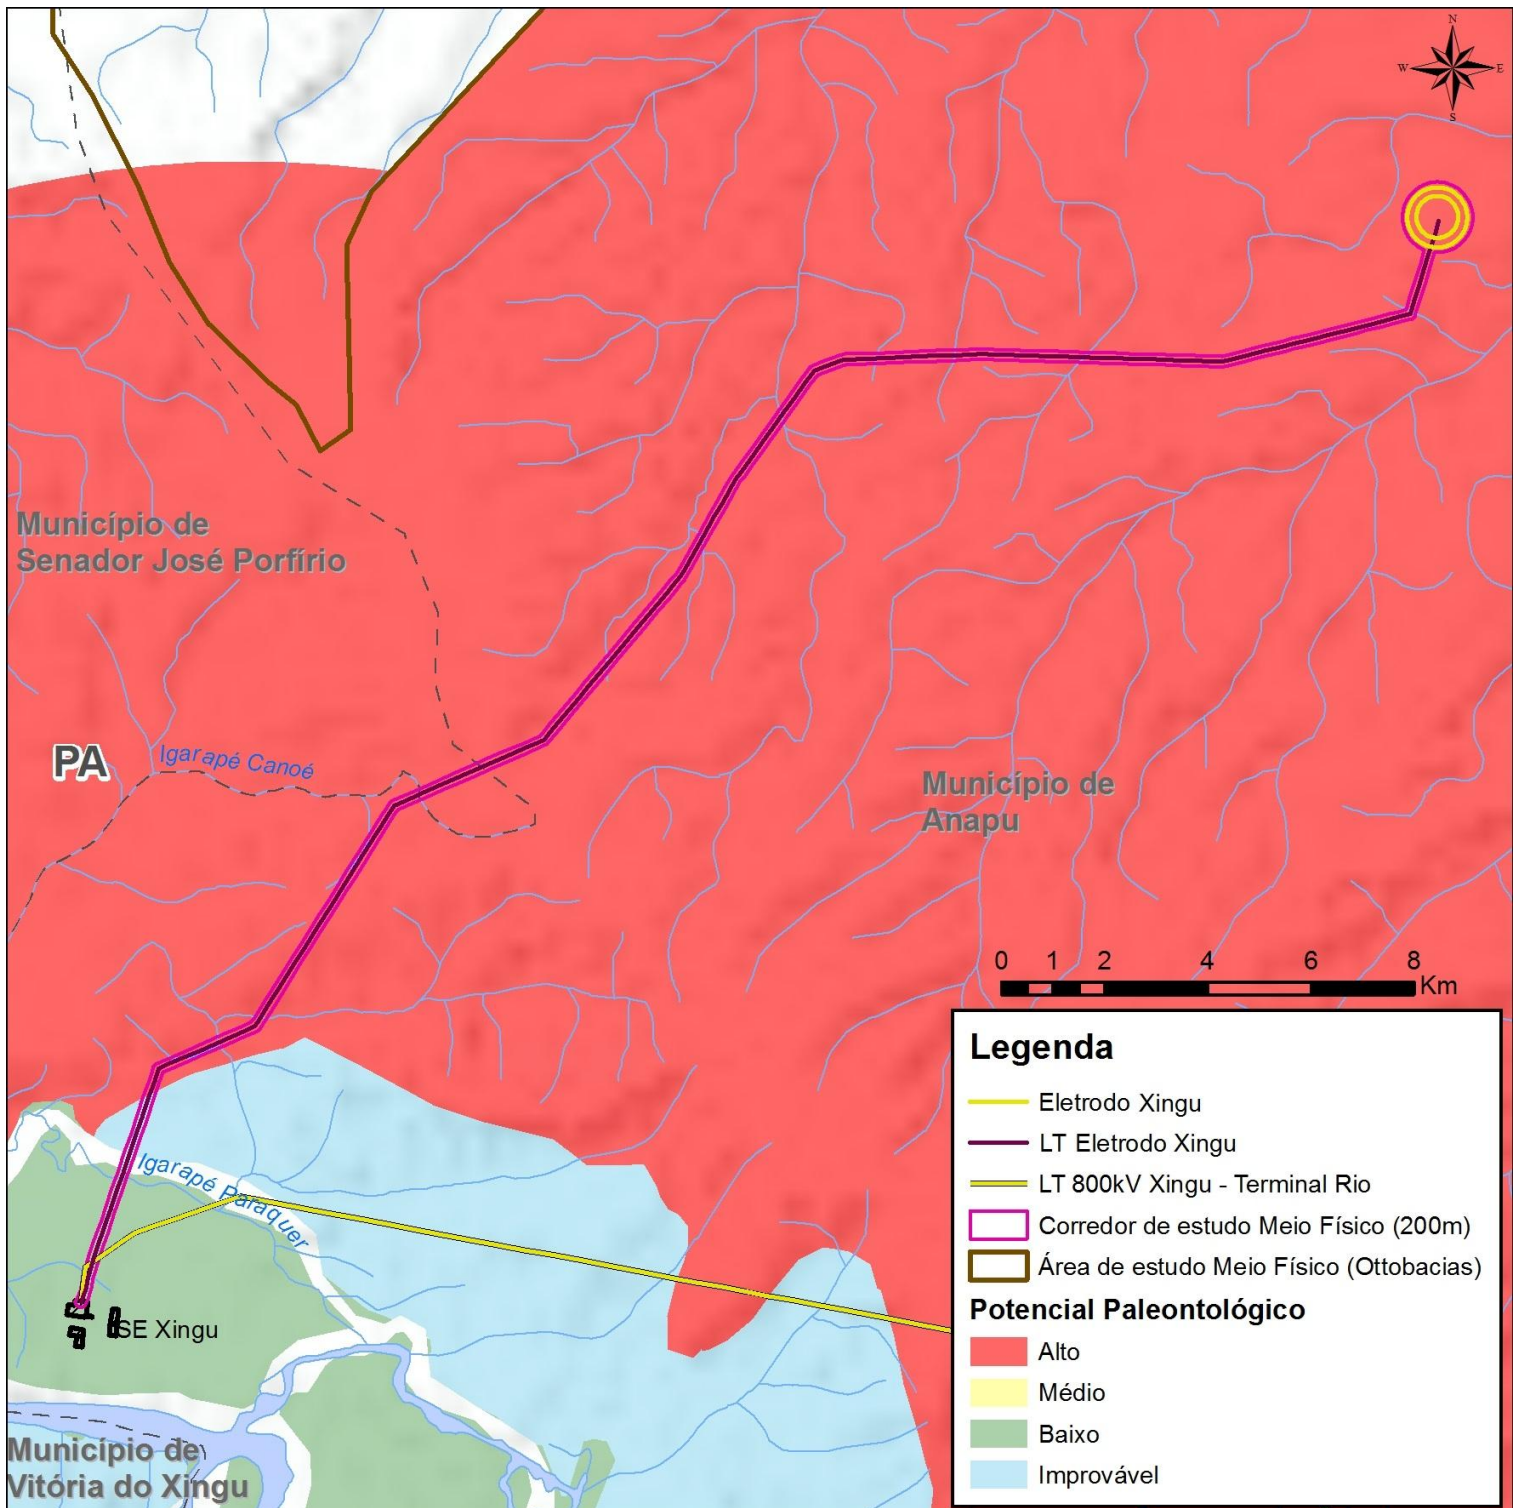 N
W
E
S
Município de
Senador José Porfírio
PA
Igarapé Canoé
Município de
Anapu
0 1 2 4 6 8
Km
Igarapé Paraquer
SE Xingu
Município de
Vitória do Xingu
Legenda
Eletrodo Xingu
LT Eletrodo Xingu
LT 800kV Xingu - Terminal Rio
Corredor de estudo Meio Físico (200m)
Área de estudo Meio Físico (Ottobacias)
Potencial Paleontológico
Alto
Médio
Baixo
Improvável